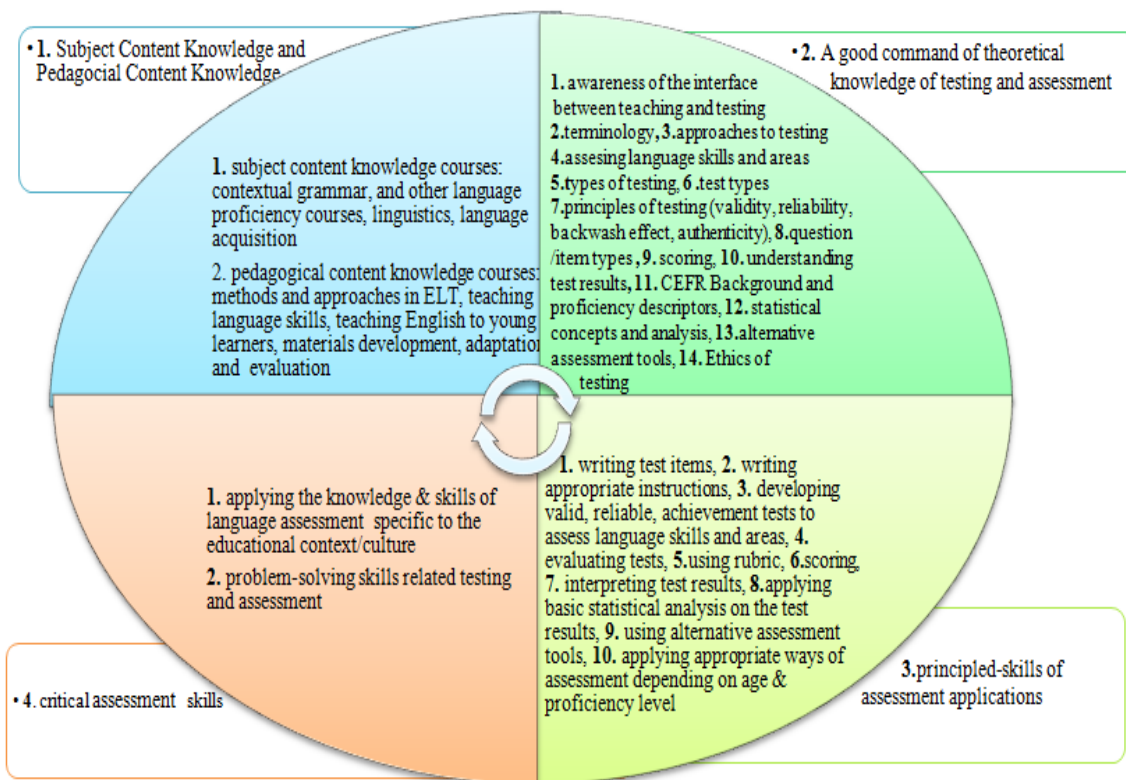 • 1. Subject Content Knowledge and
Pedagocial Content Knowledge
1. subject content knowledge courses:
contextual grammar, and other language
proficiency courses, linguistics, language
acquisition
2. pedagogical content knowledge courses:
methods and approaches in ELT, teaching
language skills, teaching English to young
learners, materials development, adaptation
and evaluation
• 2. A good command of theoretical
knowledge of testing and assessment
1. awareness of the interface
between teaching and testing
2.terminology, 3.approaches to testing
4.assesing language skills and areas
5.types of testing, 6.test types
7.principles of testing (validity, reliability,
backwash effect, authenticity), 8.question
/item types, 9. scoring, 10. understanding
test results, 11. CEFR Background and
proficiency descriptors, 12. statistical
concepts and analysis, 13.alternative
assessment tools, 14. Ethics of
testing
1. writing test items, 2. writing
appropriate instructions, 3. developing
valid, reliable, achievement tests to
assess language skills and areas, 4.
evaluating tests, 5.using rubric, 6.scoring,
7. interpreting test results, 8.applying
basic statistical analysis on the test
results, 9. using alternative assessment
tools, 10. applying appropriate ways of
assessment depending on age &
proficiency level
3.principled-skills of
assessment applications
1. applying the knowledge & skills of
language assessment specific to the
educational context/culture
2. problem-solving skills related testing
and assessment
• 4. critical assessment skills